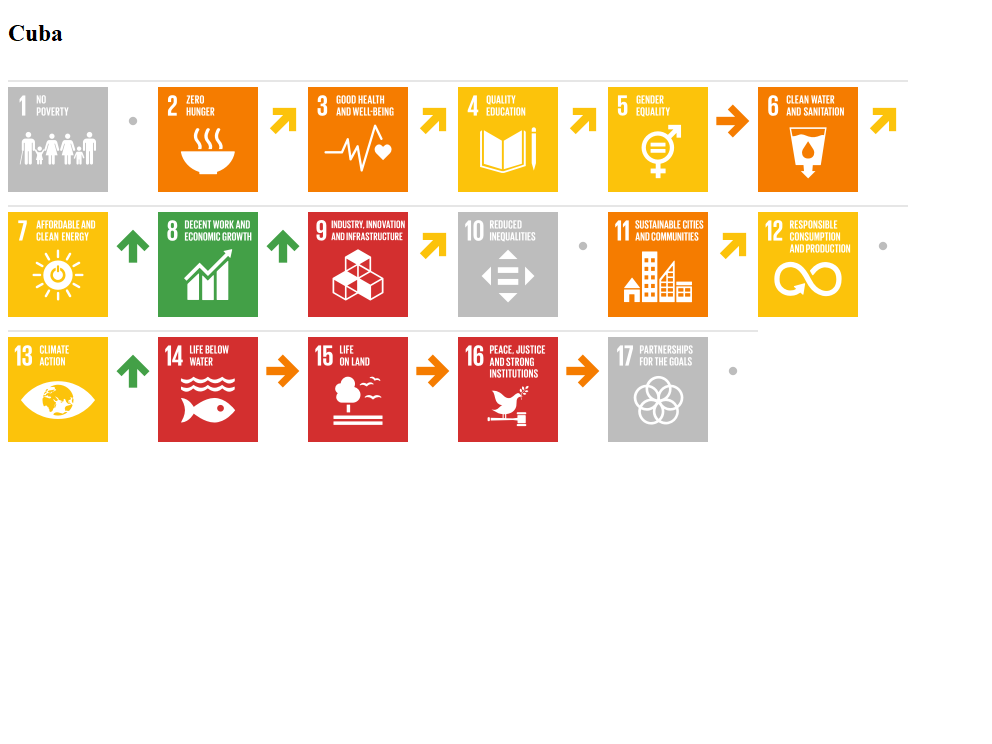 Cuba
1 NO
POVERTY
2 ZERO
HUNGER
3 GOOD HEALTH
AND WELL-BEING
4 QUALITY
EDUCATION
5 GENDER
EQUALITY
6 CLEAN WATER
AND SANITATION
7 AFFORDABLE AND
CLEAN ENERGY
8 DECENT WORK AND
ECONOMIC GROWTH
9 INDUSTRY, INNOVATION
AND INFRASTRUCTURE
10 REDUCED
INEQUALITIES
11 SUSTAINABLE CITIES
AND COMMUNITIES
12 RESPONSIBLE
CONSUMPTION
AND PRODUCTION
13 CLIMATE
ACTION
14 LIFE BELOW
WATER
15 LIFE
ON LAND
16 PEACE, JUSTICE
AND STRONG
INSTITUTIONS
17 PARTNERSHIPS
FOR THE GOALS